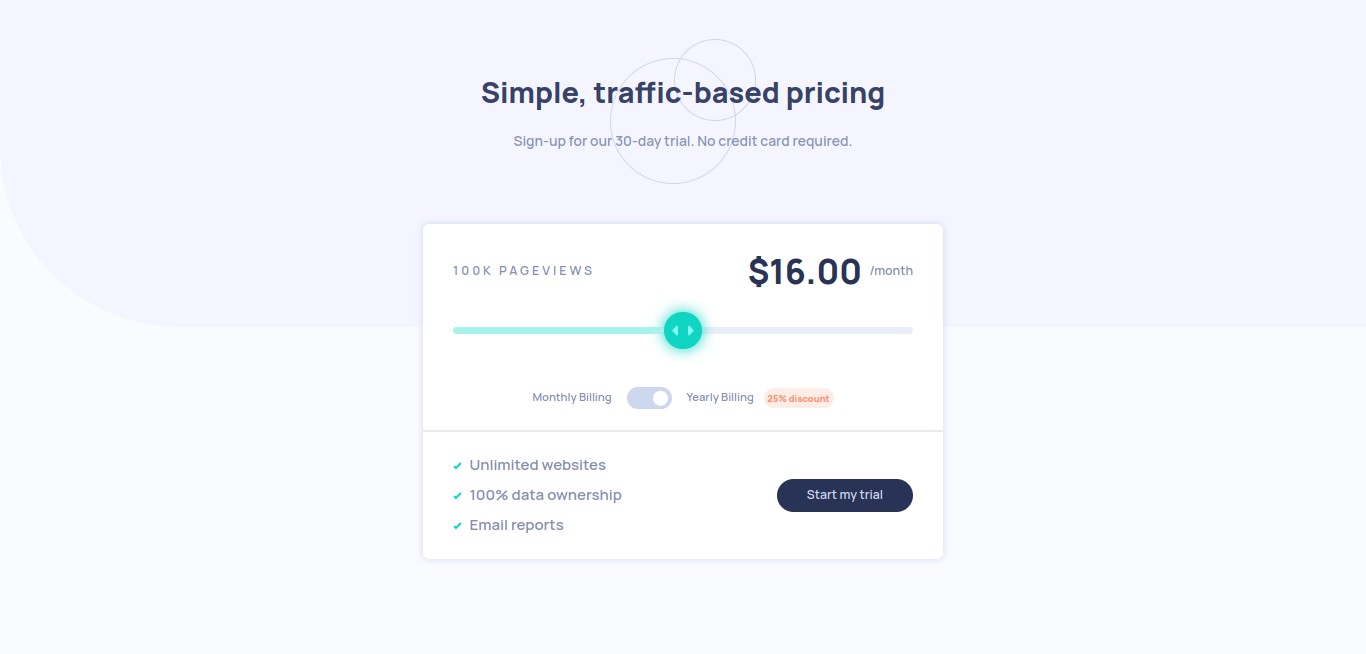 Simple, traffic-based pricing
Sign-up for our 30-day trial. No credit card required.
100K PAGEVIEWS
$16.00 /month
Monthly Billing
Yearly Billing
25% discount
Unlimited websites
100% data ownership
Email reports
Start my trial